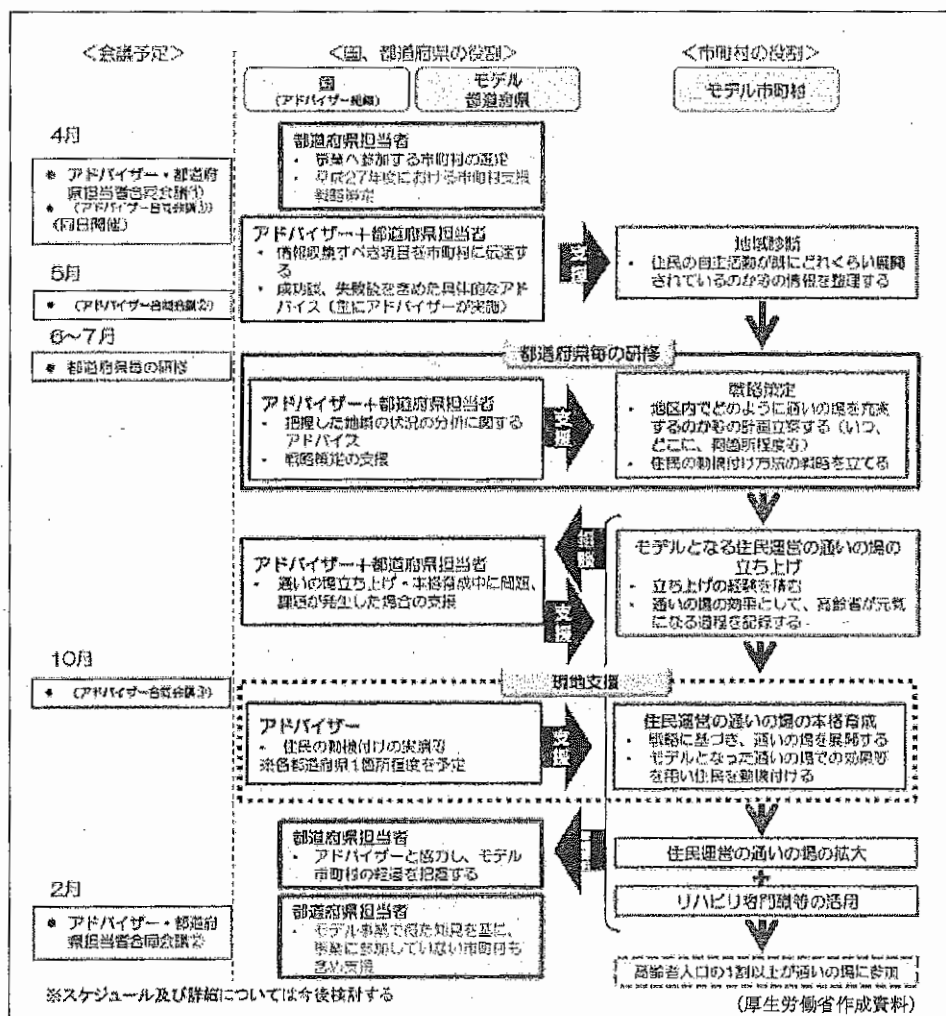 <会議予定>
<国、都道府県の役割>
<市町村の役割>
国
(アドバイザー組織)
モデル
都道府県
モデル市町村
4月
• アドバイザー・都道府
県担当者合同会議①
• (アドバイザー合同会議①)
(同日開催)
都道府県担当者
• 事業へ参加する市町村の選定
• 平成27年度における市町村支援
戦略策定
アドバイザー+都道府県担当者
• 情報収集すべき項目を市町村に伝達す
る
• 成功談、失敗談を含めた具体的なアド
バイス(主にアドバイザーが実施)
支援
地域診断
• 住民の自主活動が既にどれくらい展開
されているのか等の情報を整理する
5月
• (アドバイザー合同会議②)
6~7月
• 都道府県毎の研修
都道府県毎の研修
アドバイザー+都道府県担当者
• 把握した地域の状況の分析に関する
アドバイス
• 戦略策定の支援
支援
戦略策定
• 地区内でどのように通いの場を充実
するのか等の計画立案する(いつ、
どこに、何箇所程度等)
• 住民の動機付け方法の戦略を立てる
アドバイザー+都道府県担当者
• 通いの場立ち上げ・本格育成中に問題、
課題が発生した場合の支援
相談
支援
モデルとなる住民運営の通いの場の
立ち上げ
• 立ち上げの経験を積む
• 通いの場の効果として、高齢者が元気
になる過程を記録する
10月
• (アドバイザー合同会議③)
現地支援
アドバイザー
• 住民の動機付けの実演等
※各都道府県1箇所程度を予定
支援
住民運営の通いの場の本格育成
• 戦略に基づき、通いの場を展開する
• モデルとなった通いの場での効果等
を用い住民を動機付ける
都道府県担当者
• アドバイザーと協力し、モデル
市町村の経過を把握する
住民運営の通いの場の拡大
+
リハビリ専門職等の活用
2月
• アドバイザー・都道府
県担当者合同会議②
都道府県担当者
• モデル事業で得た知見を基に、
事業に参加していない市町村も
含め支援
高齢者人口の1割以上が通いの場に参加
※スケジュール及び詳細については今後検討する
(厚生労働省作成資料)